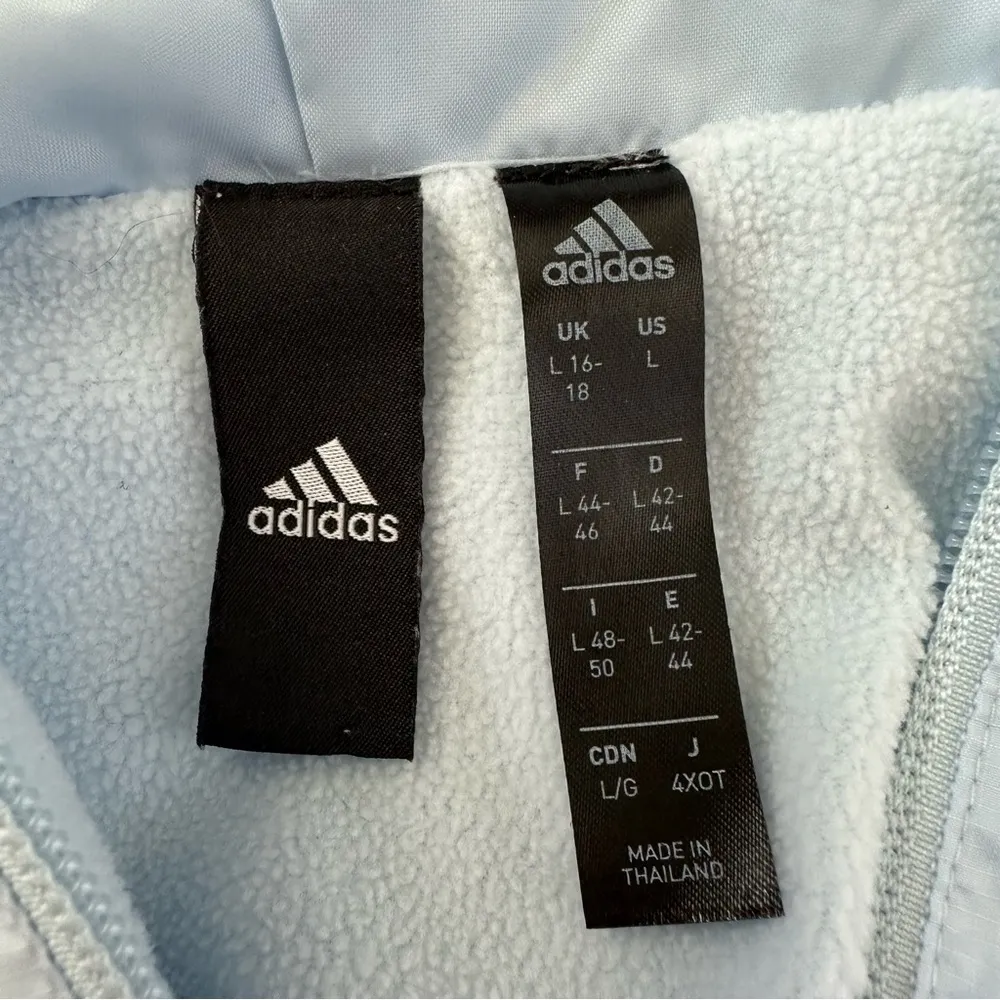 adidas
adidas
UK US
L 16-18 L
F D
L 44-46 L 42-44
I E
L 48-50 L 42-44
CDN J
L/G 4XOT
MADE IN
THAILAND